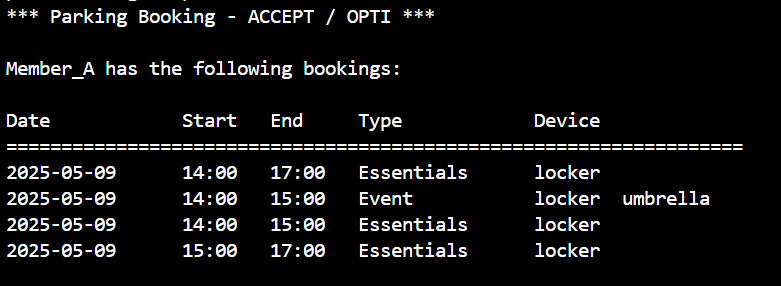 *** Parking Booking - ACCEPT / OPTI ***
Member_A has the following bookings:
Date Start End Type Device
===================================================================
2025-05-09 14:00 17:00 Essentials locker
2025-05-09 14:00 15:00 Event locker umbrella
2025-05-09 14:00 15:00 Essentials locker
2025-05-09 15:00 17:00 Essentials locker